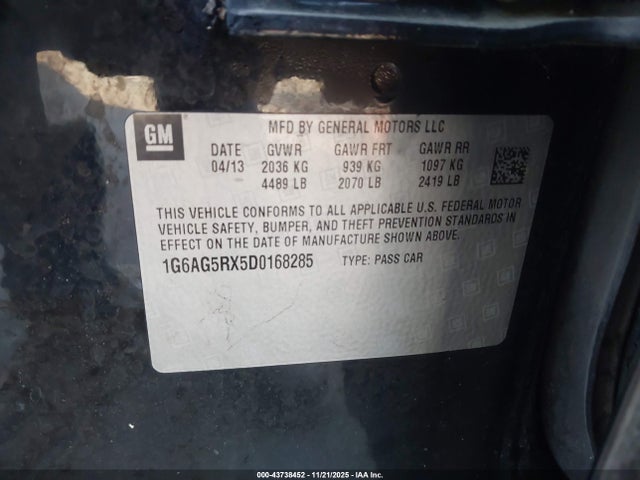 GM
MFD BY GENERAL MOTORS LLC
DATE GVWR GAWR FRT GAWR RR
04/13 2036 KG 939 KG 1097 KG
4489 LB 2070 LB 2419 LB
THIS VEHICLE CONFORMS TO ALL APPLICABLE U.S. FEDERAL MOTOR
VEHICLE SAFETY, BUMPER, AND THEFT PREVENTION STANDARDS IN
EFFECT ON THE DATE OF MANUFACTURE SHOWN ABOVE.
1G6AG5RX5D0168285 TYPE: PASS CAR
000-43738452 - 11/21/2025 - © IAA Inc.